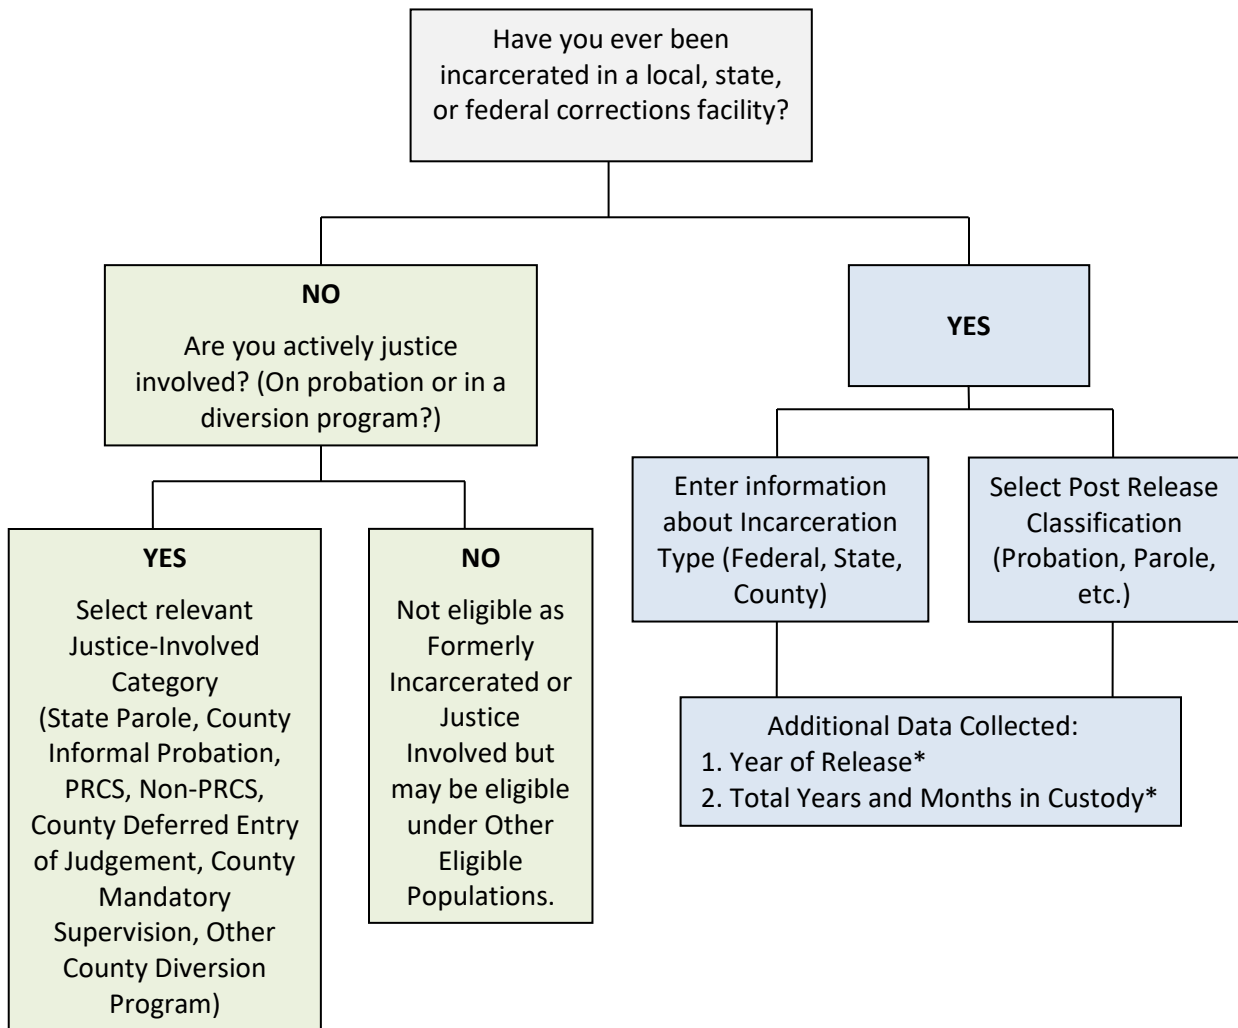 Have you ever been
incarcerated in a local, state,
or federal corrections facility?
NO
Are you actively justice
involved? (On probation or in a
diversion program?)
YES
YES
Select relevant
Justice-Involved
Category
(State Parole, County
Informal Probation,
PRCS, Non-PRCS,
County Deferred Entry
of Judgement, County
Mandatory
Supervision, Other
County Diversion
Program)
NO
Not eligible as
Formerly
Incarcerated or
Justice
Involved but
may be eligible
under Other
Eligible
Populations.
Enter information
about Incarceration
Type (Federal, State,
County)
Select Post Release
Classification
(Probation, Parole,
etc.)
Additional Data Collected:
1. Year of Release*
2. Total Years and Months in Custody*